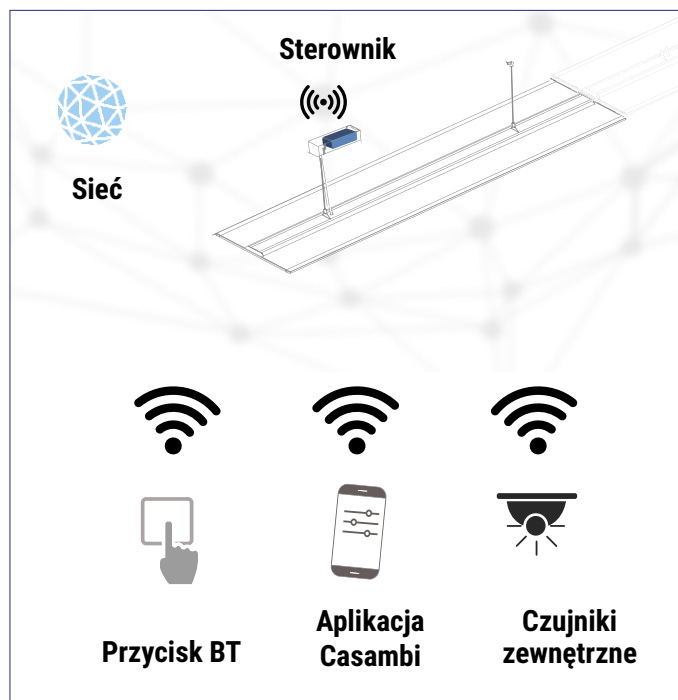 Sterownik
Sieć
Przycisk BT
Aplikacja
Casambi
Czujniki
zewnętrzne